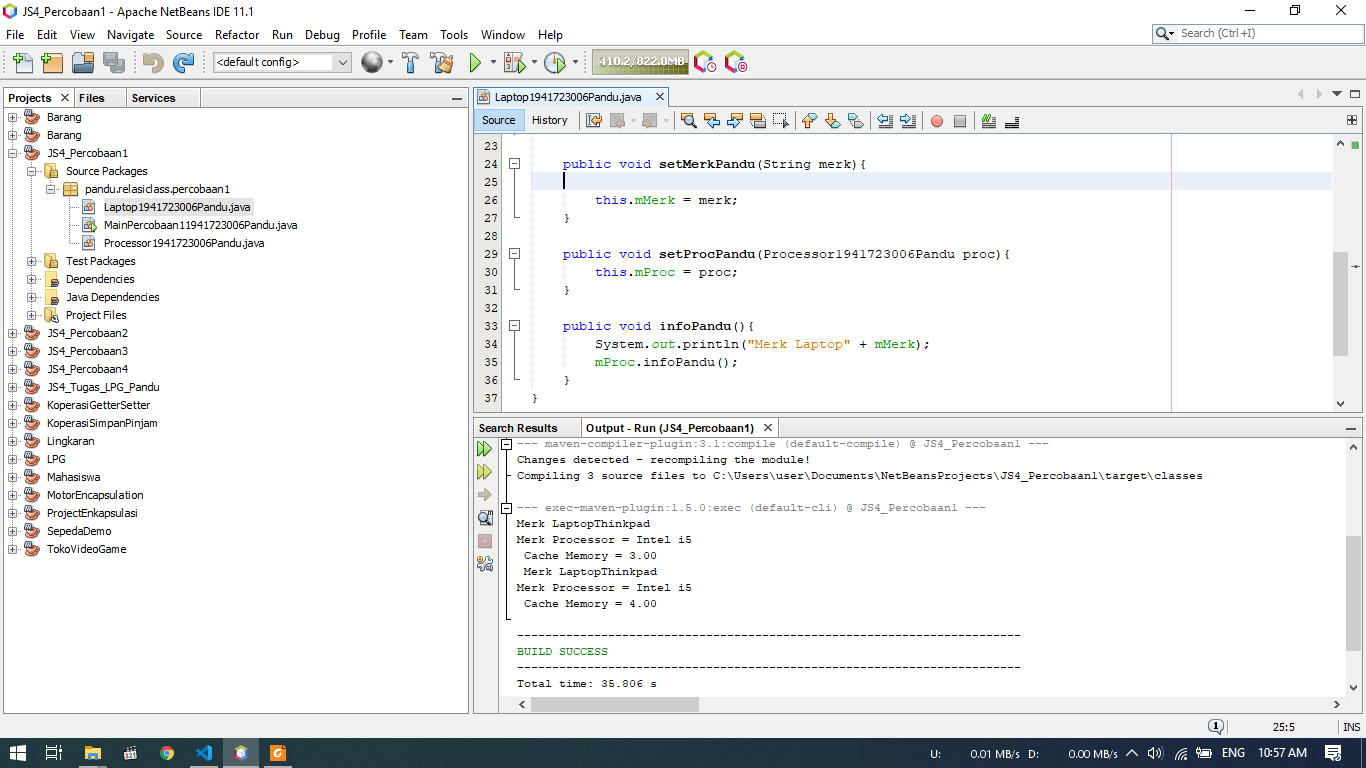 JS4_Percobaan1 - Apache NetBeans IDE 11.1
File Edit View Navigate Source Refactor Run Debug Profile Team Tools Window Help
Search (Ctrl +I)
<default config>
410.2/822.0MB
Projects Files Services
Barang
Barang
JS4_Percobaan1
Source Packages
pandu.relasiclass.percobaan1
Laptop1941723006Pandu.java
MainPercobaan11941723006Pandu.java
Processor1941723006Pandu.java
Test Packages
Dependencies
Java Dependencies
Project Files
JS4_Percobaan2
JS4_Percobaan3
JS4_Percobaan4
JS4_Tugas_LPG_Pandu
KoperasiGetterSetter
KoperasiSimpanPinjam
Lingkaran
LPG
Mahasiswa
MotorEncapsulation
ProjectEnkapsulasi
SepedaDemo
TokoVideoGame
Laptop1941723006Pandu.java
Source History
23
24 public void setMerkPandu(String merk){
25
26 this.mMerk = merk;
27 }
28
29 public void setProcPandu(Processor1941723006Pandu proc){
30 this.mProc = proc;
31 }
32
33 public void infoPandu(){
34 System.out.println("Merk Laptop" + mMerk);
35 mProc.infoPandu();
36 }
37 }
Search Results Output - Run (JS4_Percobaan1)
--- maven-compiler-plugin:3.1:compile (default-compile) @ JS4_Percobaan1 ---
Changes detected - recompiling the module!
Compiling 3 source files to C:\Users\user\Documents\NetBeansProjects\JS4_Percobaan1\target\classes
--- exec-maven-plugin:1.5.0:exec (default-cli) @ JS4_Percobaan1 ---
Merk LaptopThinkpad
Merk Processor = Intel i5
Cache Memory = 3.00
Merk LaptopThinkpad
Merk Processor = Intel i5
Cache Memory = 4.00
------------------------------------------------------------------------
BUILD SUCCESS
------------------------------------------------------------------------
Total time: 35.806 s
1 25:5 INS
U: 0.01 MB/s D: 0.00 MB/s ENG 10:57 AM